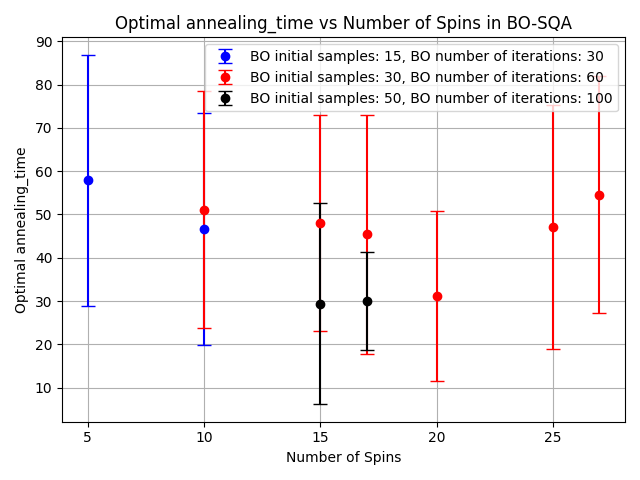 Optimal annealing_time vs Number of Spins in BO-SQA
BO initial samples: 15, BO number of iterations: 30
BO initial samples: 30, BO number of iterations: 60
BO initial samples: 50, BO number of iterations: 100
Optimal annealing_time
90
80
70
60
50
40
30
20
10
5 10 15 20 25
Number of Spins